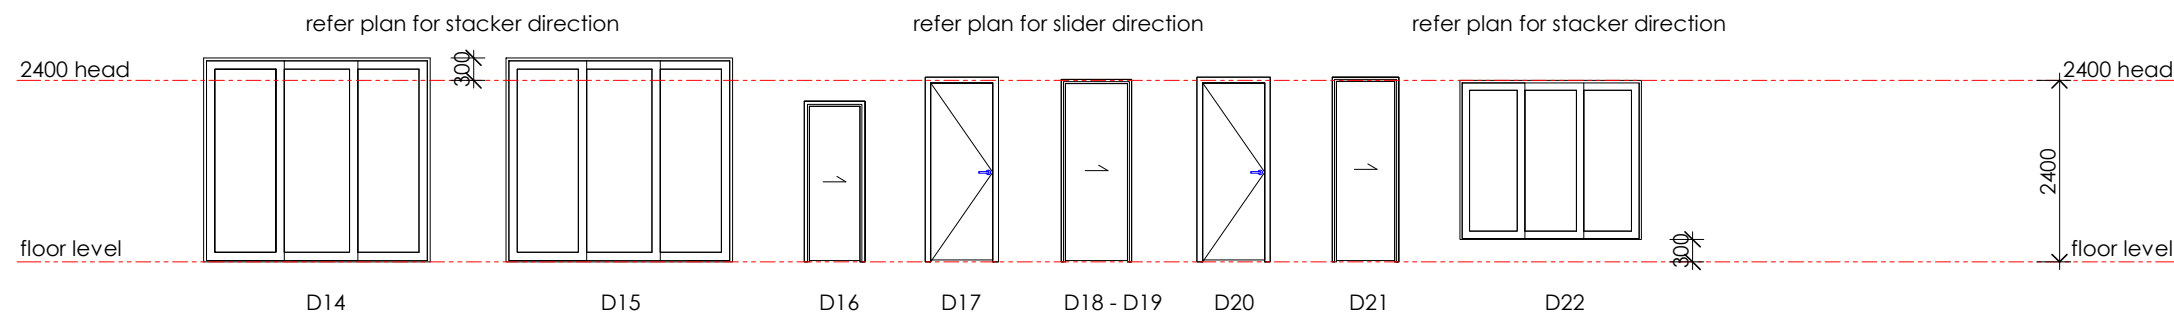 refer plan for stacker direction
refer plan for slider direction
refer plan for stacker direction
2400 head
300
2400 head
2400
floor level
300
floor level
D14
D15
D16
D17
D18 - D19
D20
D21
D22